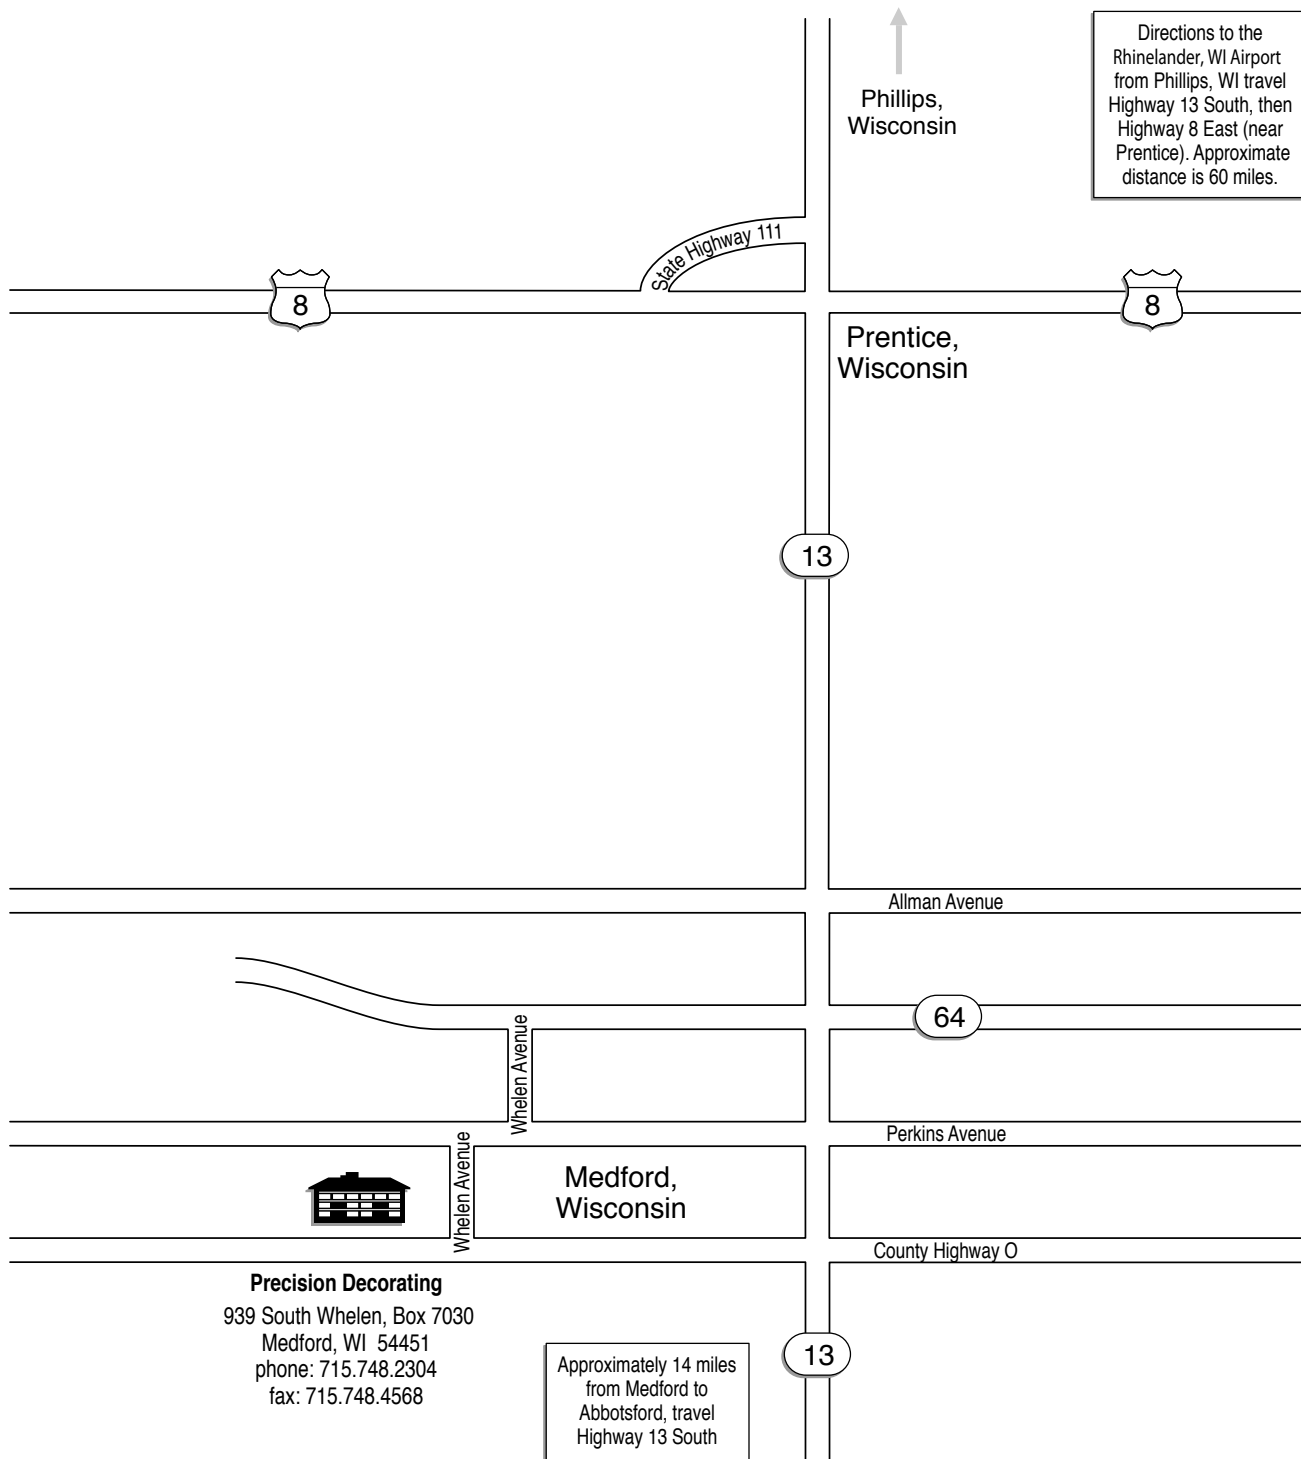 Directions to the
Rhinelander, WI Airport
from Phillips, WI travel
Highway 13 South, then
Highway 8 East (near
Prentice). Approximate
distance is 60 miles.
Phillips,
Wisconsin
State Highway 111
8
8
Prentice,
Wisconsin
13
Allman Avenue
64
Whelen Avenue
Perkins Avenue
Whelen Avenue
Medford,
Wisconsin
County Highway O
Precision Decorating
939 South Whelen, Box 7030
Medford, WI  54451
phone: 715.748.2304
fax: 715.748.4568
13
Approximately 14 miles
from Medford to
Abbotsford, travel
Highway 13 South